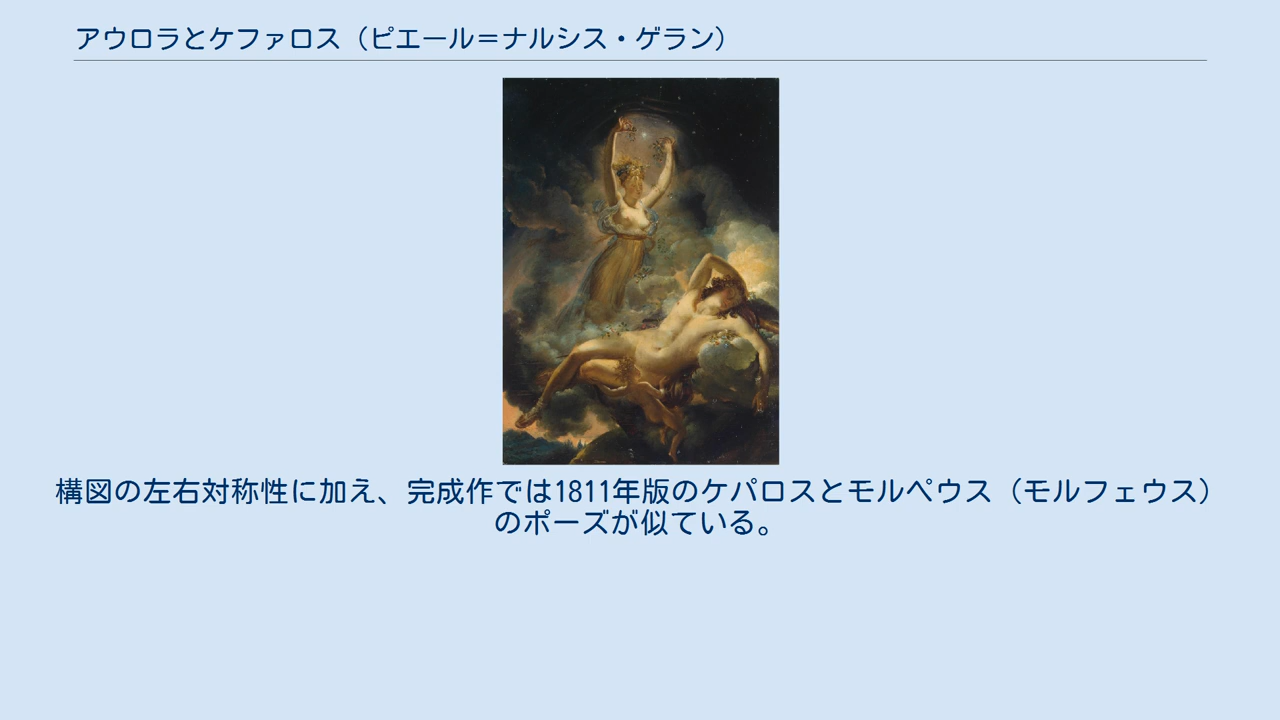 アウロラとケファロス（ピエール＝ナルシス・ゲラン）
構図の左右対称性に加え、完成作では1811年版のケパロスとモルペウス（モルフェウス）
のポーズが似ている。